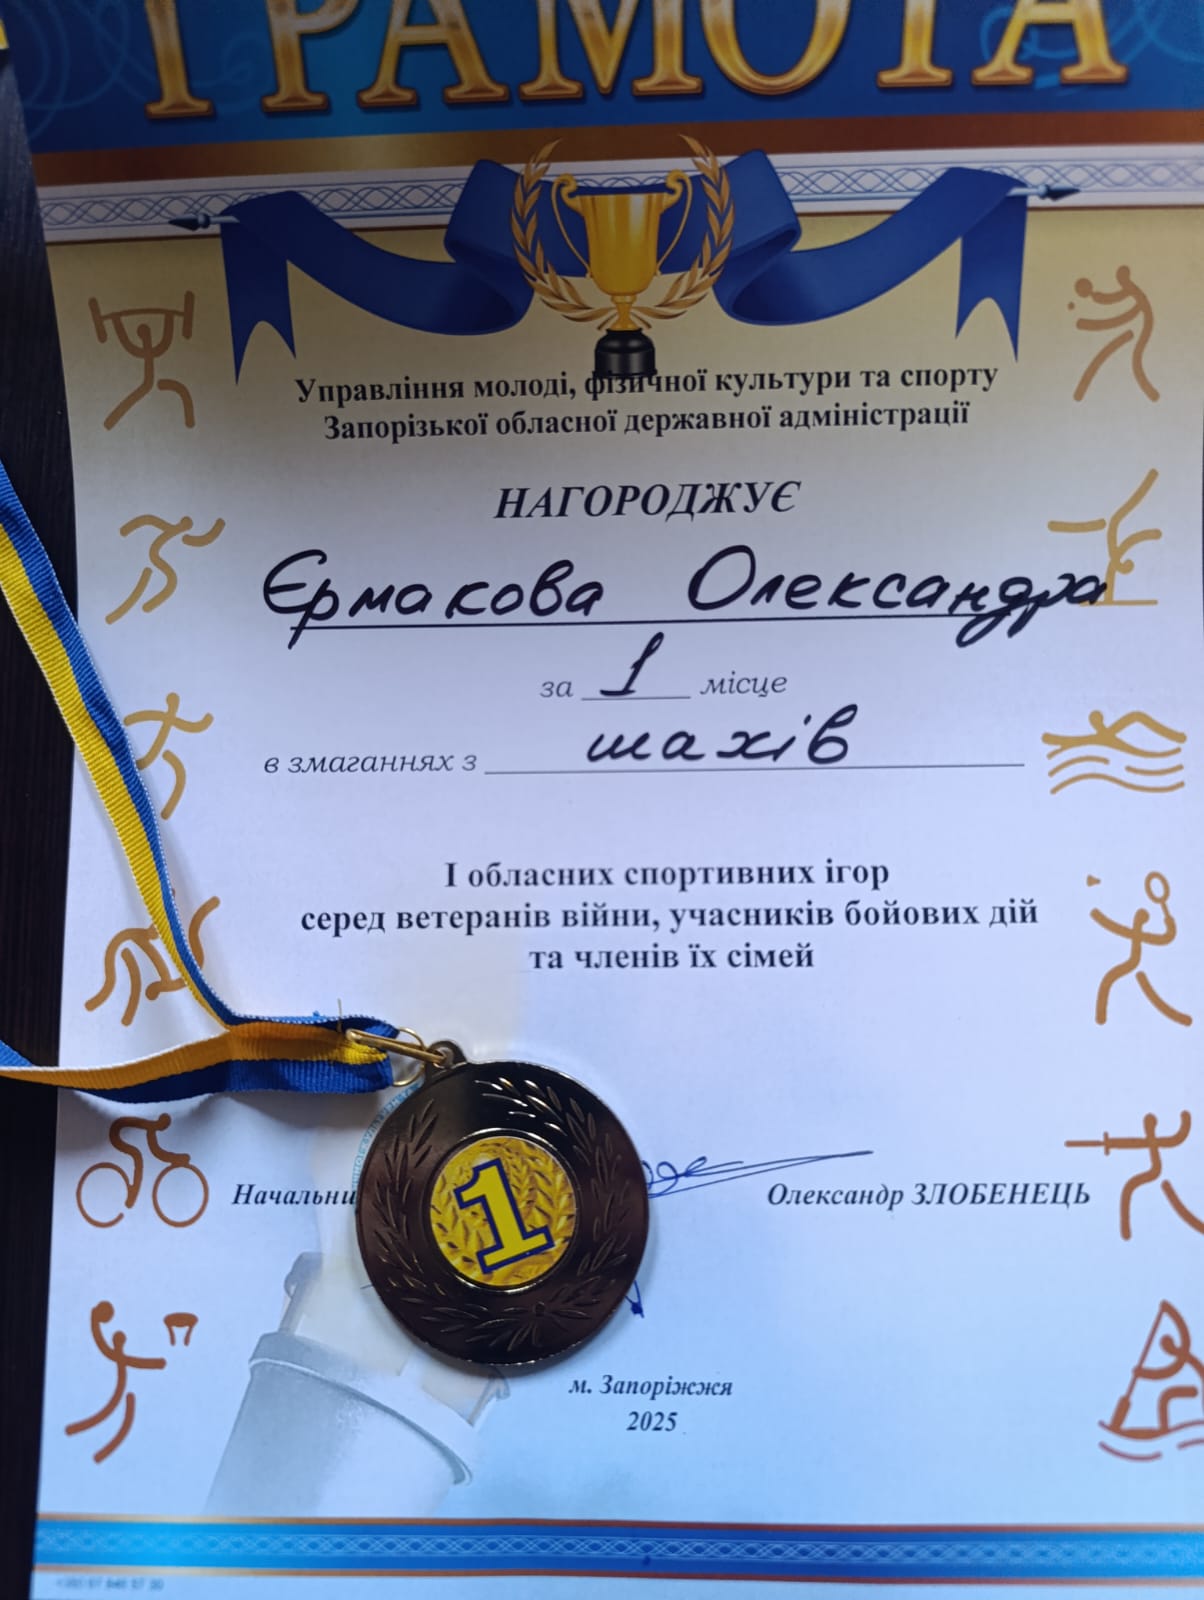 ГРАМОТА
Управління молоді, фізичної культури та спорту
Запорізької обласної державної адміністрації
НАГОРОДЖУЄ
Єрмакова Олександра
за 1 місце
в змаганнях з шахів
І обласних спортивних ігор
серед ветеранів війни, учасників бойових дій
та членів їх сімей
1
Начальни Олександр ЗЛОБЕНЕЦЬ
м. Запоріжжя
2025